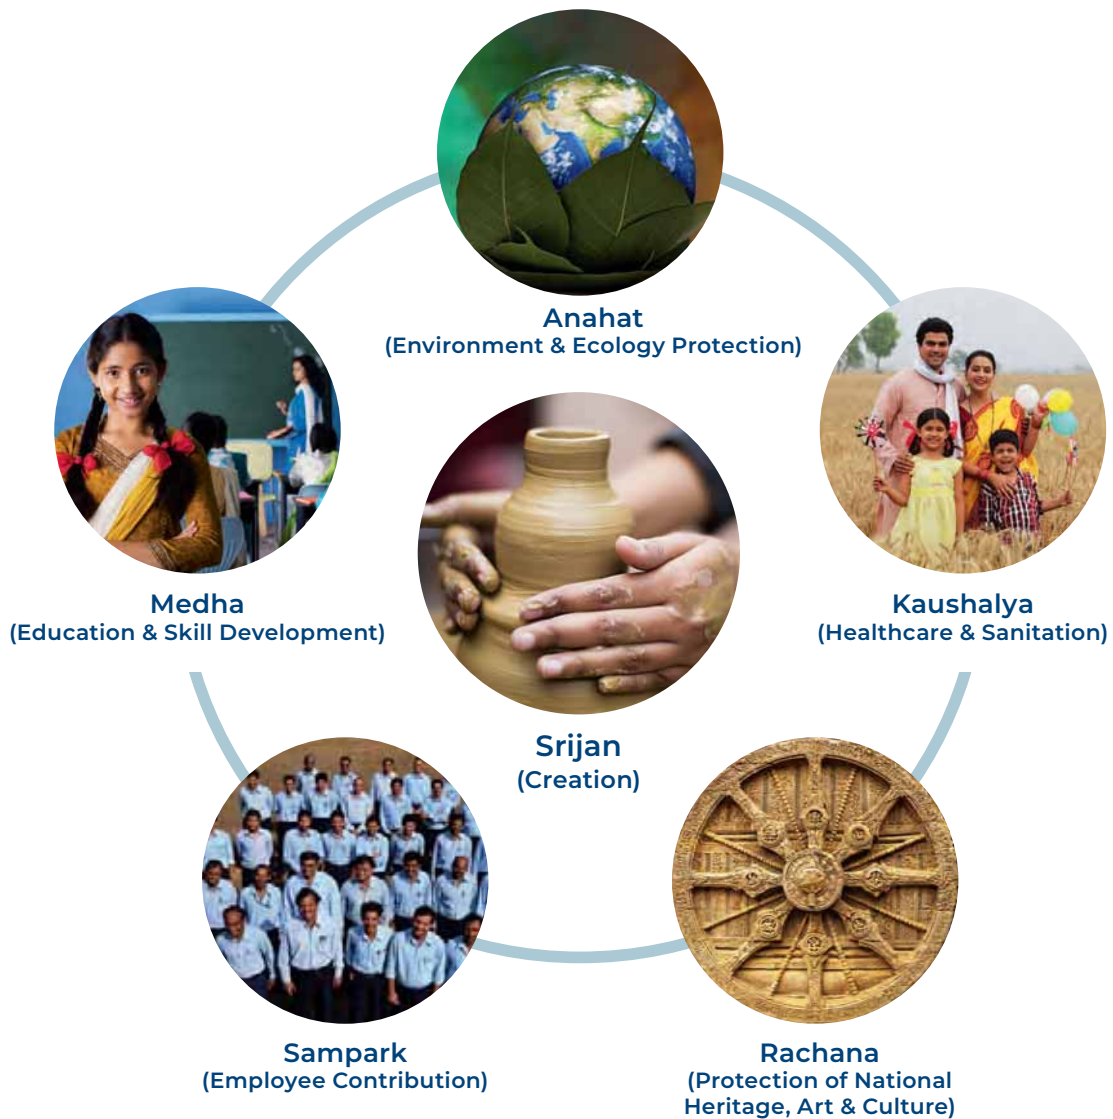 Anahat
(Environment & Ecology Protection)
Medha
(Education & Skill Development)
Kaushalya
(Healthcare & Sanitation)
Srijan
(Creation)
Sampark
(Employee Contribution)
Rachana
(Protection of National
Heritage, Art & Culture)